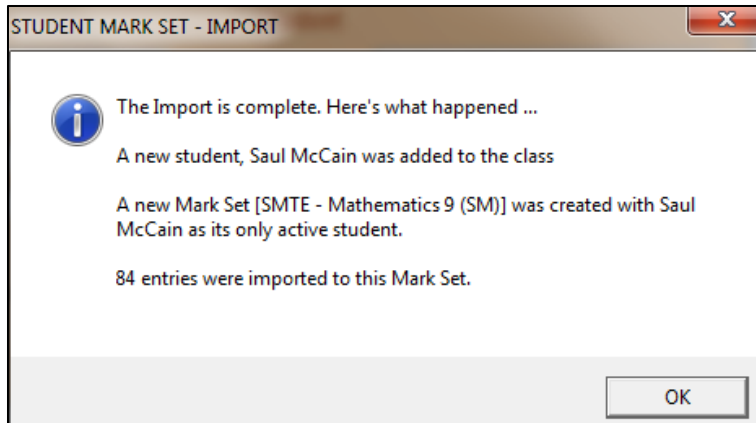 STUDENT MARK SET - IMPORT
X
The Import is complete. Here's what happened ...
A new student, Saul McCain was added to the class
A new Mark Set [SMTE - Mathematics 9 (SM)] was created with Saul
McCain as its only active student.
84 entries were imported to this Mark Set.
OK